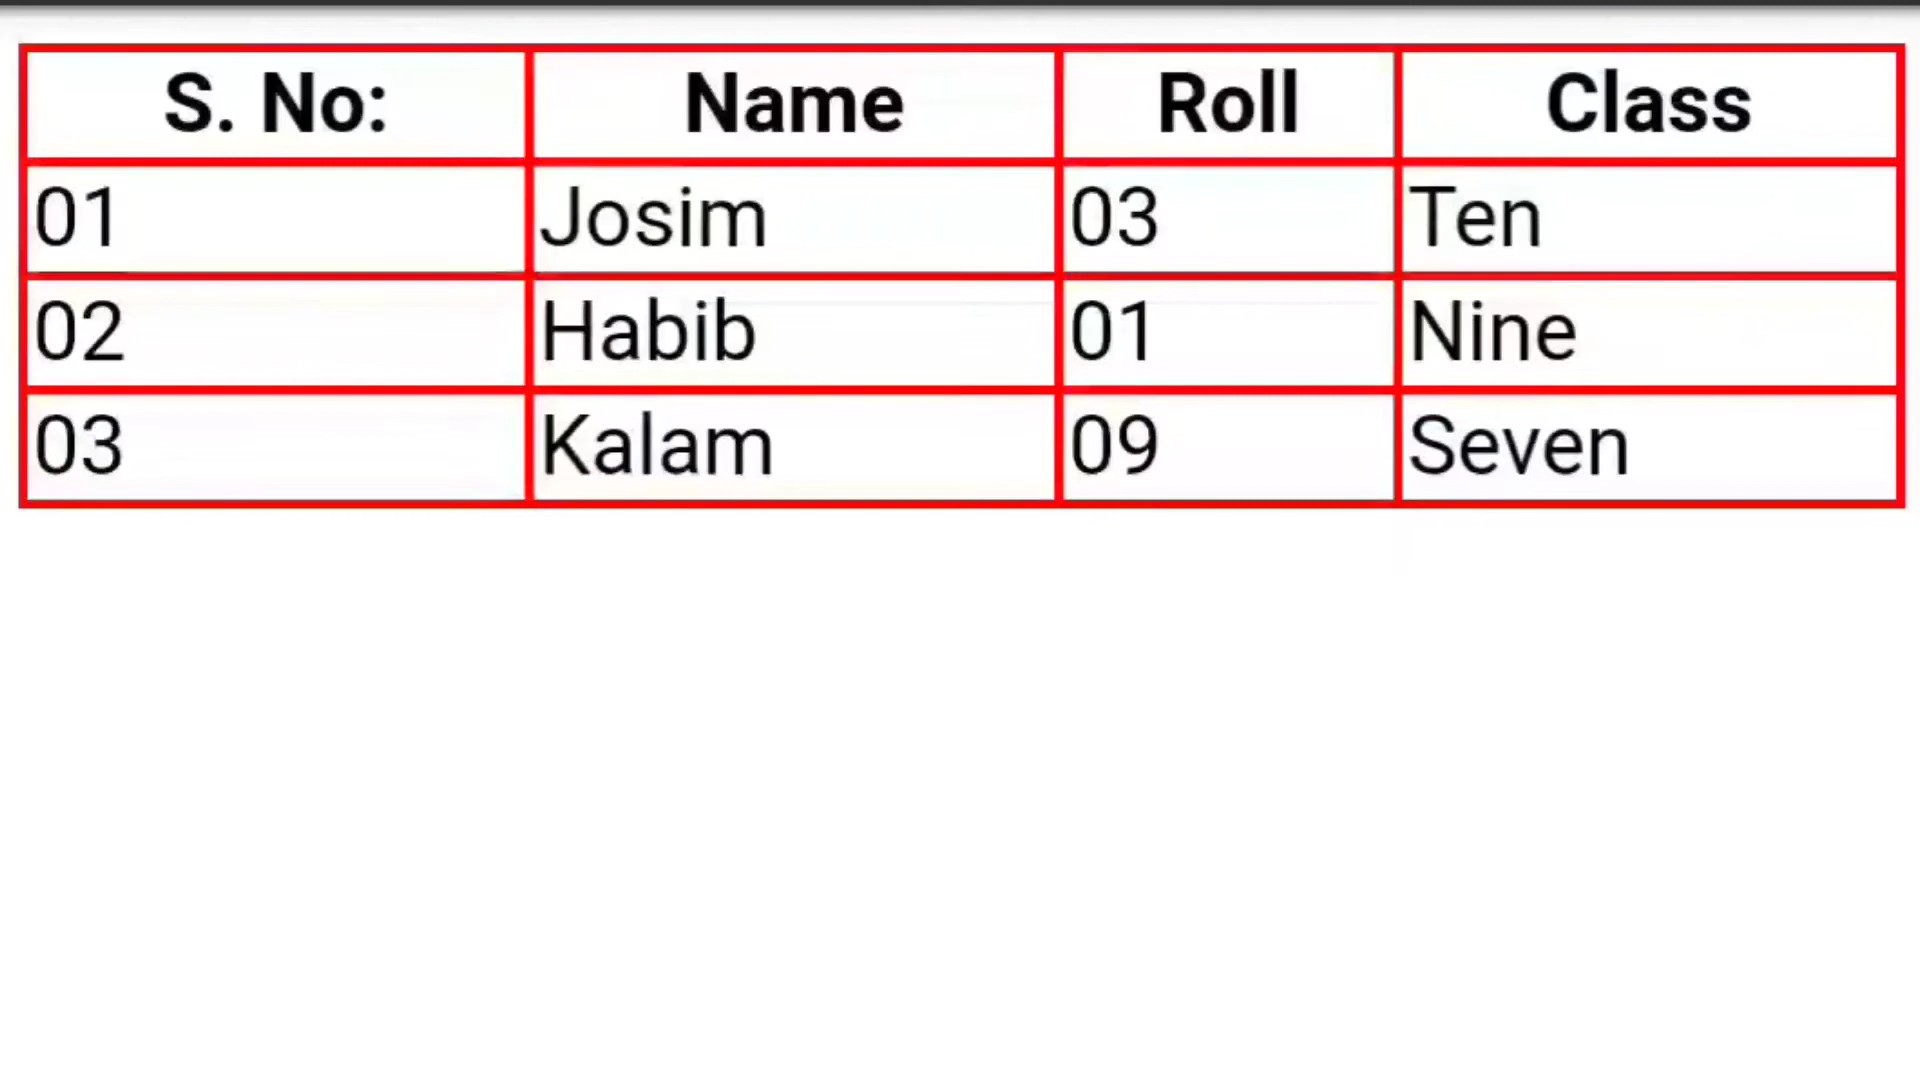 S. No: Name Roll Class
01 Josim 03 Ten
02 Habib 01 Nine
03 Kalam 09 Seven